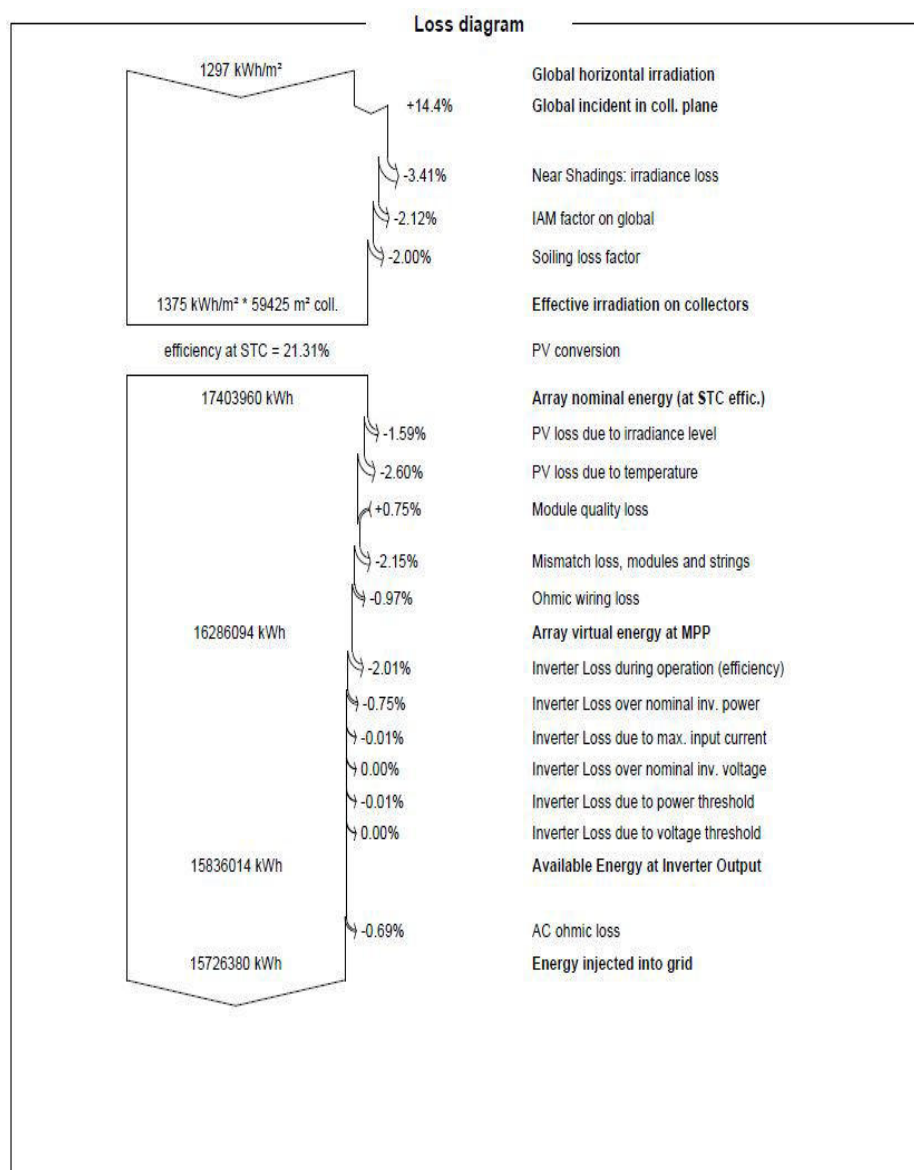 Loss diagram
1297 kWh/m² Global horizontal irradiation
+14.4% Global incident in coll. plane
-3.41% Near Shadings: irradiance loss
-2.12% IAM factor on global
-2.00% Soiling loss factor
1375 kWh/m² * 59425 m² coll. Effective irradiation on collectors
efficiency at STC = 21.31% PV conversion
17403960 kWh Array nominal energy (at STC effic.)
-1.59% PV loss due to irradiance level
-2.60% PV loss due to temperature
+0.75% Module quality loss
-2.15% Mismatch loss, modules and strings
-0.97% Ohmic wiring loss
16286094 kWh Array virtual energy at MPP
-2.01% Inverter Loss during operation (efficiency)
-0.75% Inverter Loss over nominal inv. power
-0.01% Inverter Loss due to max. input current
0.00% Inverter Loss over nominal inv. voltage
-0.01% Inverter Loss due to power threshold
0.00% Inverter Loss due to voltage threshold
15836014 kWh Available Energy at Inverter Output
-0.69% AC ohmic loss
15726380 kWh Energy injected into grid